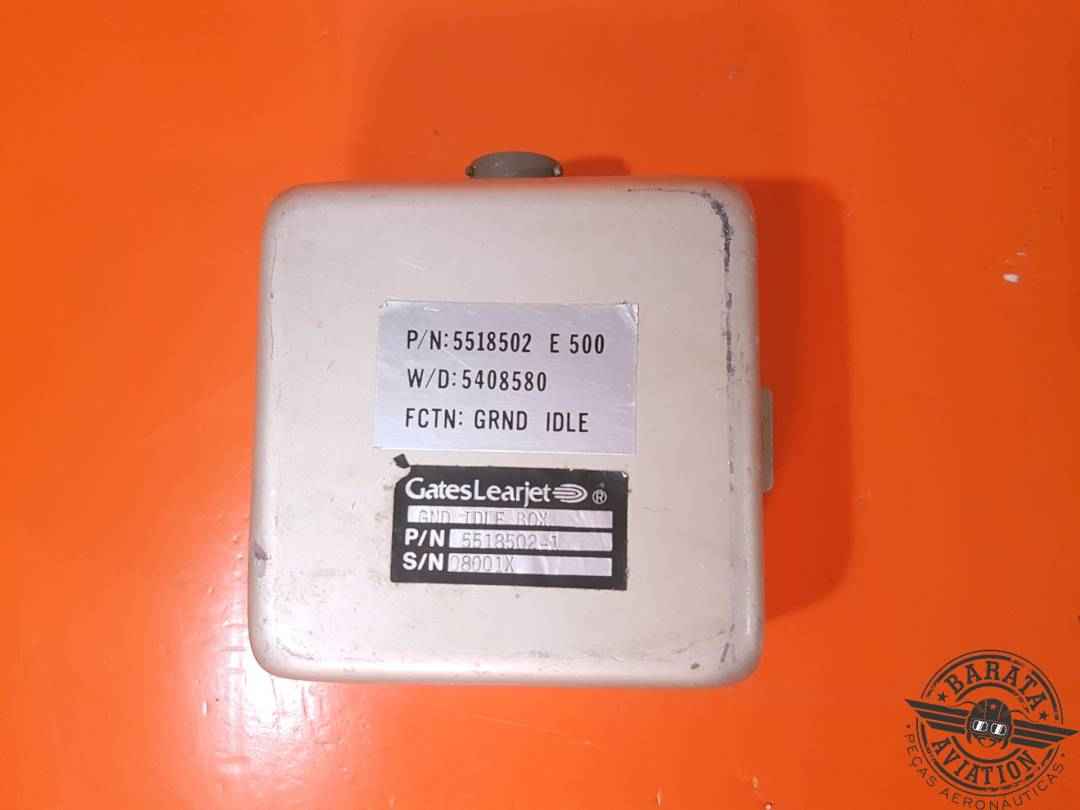 P/N:5518502 E 500
W/D:5408580
FCTN: GRND IDLE
GatesLearjet ®
GND IDLE BOX
P/N 5518502-1
S/N 08001X
BARATA
AVIATION
PEÇAS AERONÁUTICAS